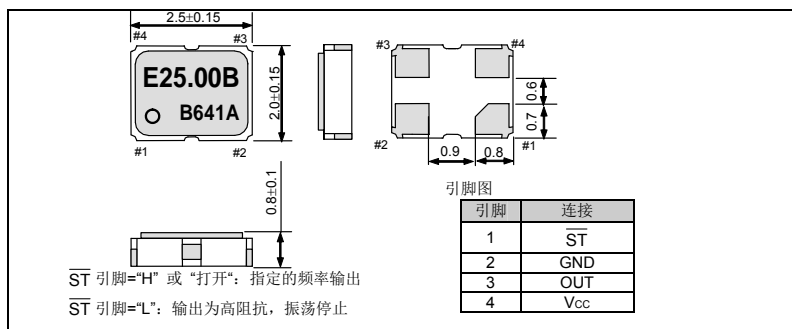 2.5±0.15
#4
#3
E25.00B
B641A
#1
#2
2.0±0.15
#3
#4
0.6
0.7
#2
0.9
0.8
#1
0.8±0.1
引脚图
引脚 连接
1 S̅T̅
2 GND
3 OUT
4 Vcc
S̅T̅ 引脚=“H” 或 “打开“：指定的频率输出
S̅T̅ 引脚=“L”：输出为高阻抗，振荡停止